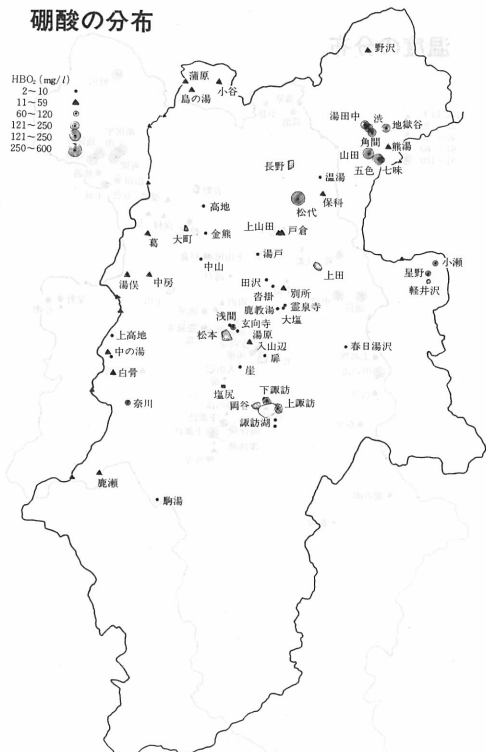 硼酸の分布
HBO₂ (mg/l)
2～10
11～59
60～120
121～250
121～250
250～600
野沢
蒲原
小谷
島の湯
湯田中
渋
地獄谷
角間
熊湯
山田
五色
七味
長野
温湯
保科
松代
高地
上山田
戸倉
大町
金熊
葛
湯戸
中山
上田
小瀬
星野
軽井沢
湯俣
中房
田沢
沓掛
別所
鹿教湯
霊泉寺
大塩
浅間
玄向寺
松本
湯原
入山辺
扉
春日湯沢
上高地
中の湯
白骨
崖
塩尻
下諏訪
岡谷
上諏訪
諏訪湖
奈川
鹿瀬
駒湯